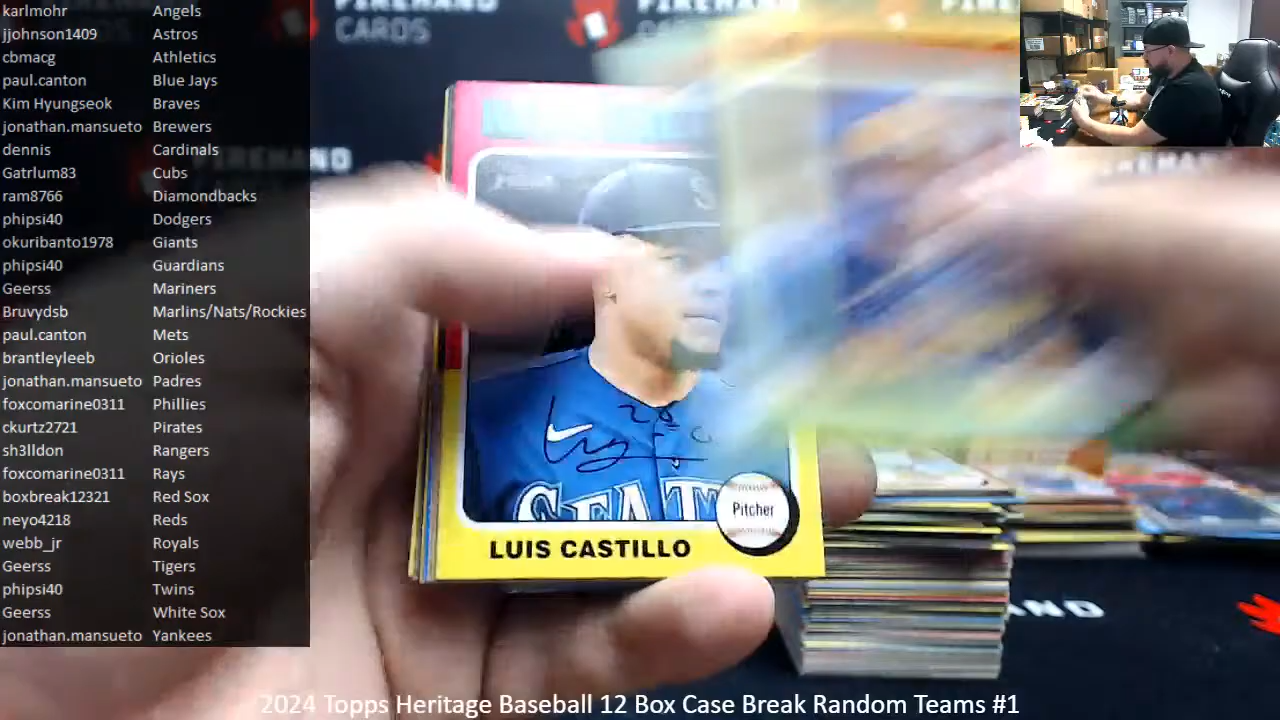 karlmohr Angels
jjohnson1409 Astros
cbmacg Athletics
paul.canton Blue Jays
Kim Hyungseok Braves
jonathan.mansueto Brewers
dennis Cardinals
Gatrlum83 Cubs
ram8766 Diamondbacks
phipsi40 Dodgers
okuribanto1978 Giants
phipsi40 Guardians
Geerss Mariners
Bruvydsb Marlins/Nats/Rockies
paul.canton Mets
brantleyleeb Orioles
jonathan.mansueto Padres
foxcomarine0311 Phillies
ckurtz2721 Pirates
sh3lldon Rangers
foxcomarine0311 Rays
boxbreak12321 Red Sox
neyo4218 Reds
webb_jr Royals
Geerss Tigers
phipsi40 Twins
Geerss White Sox
jonathan.mansueto Yankees
CARDS
Pitcher
LUIS CASTILLO
2024 Topps Heritage Baseball 12 Box Case Break Random Teams #1